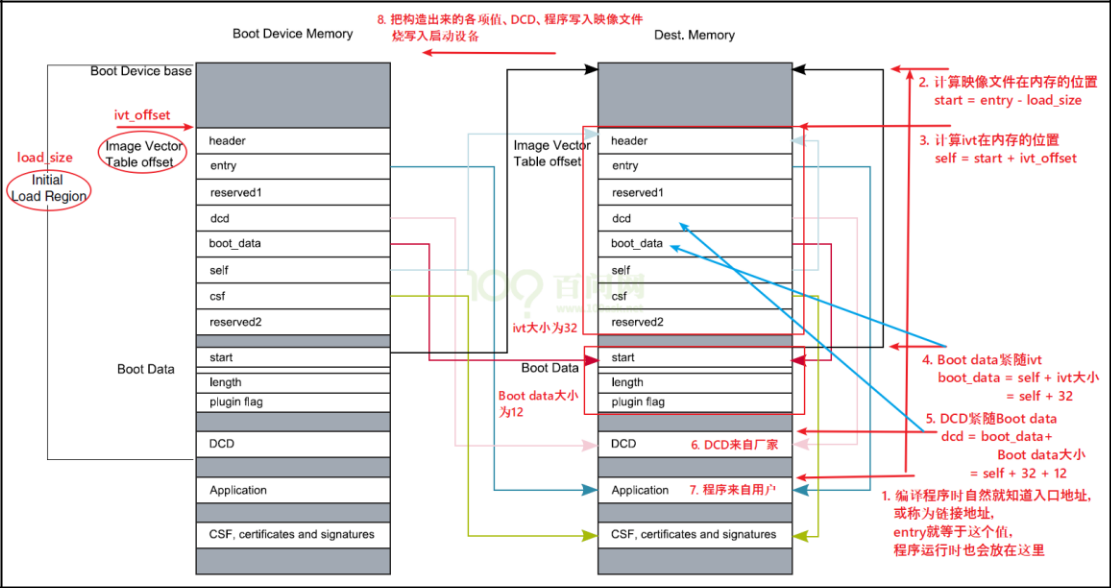 8. 把构造出来的各项值、DCD、程序写入映像文件
烧写入启动设备
Boot Device Memory
Dest. Memory
Boot Device base
ivt_offset
Image Vector
Table offset
load_size
Initial
Load Region
header
entry
reserved1
dcd
boot_data
self
csf
reserved2
Boot Data
start
length
plugin flag
DCD
Application
CSF, certificates and signatures
Image Vector
Table offset
header
entry
reserved1
dcd
boot_data
self
csf
reserved2
ivt大小为32
Boot Data
Boot data大小
为12
start
length
plugin flag
DCD
6. DCD来自厂家
Application
7. 程序来自用户
CSF, certificates and signatures
百问网
2. 计算映像文件在内存的位置
start = entry - load_size
3. 计算ivt在内存的位置
self = start + ivt_offset
4. Boot data紧随ivt
boot_data = self + ivt大小
= self + 32
5. DCD紧随Boot data
dcd = boot_data+
Boot data大小
= self + 32 + 12
1. 编译程序时自然就知道入口地址,
或称为链接地址,
entry就等于这个值,
程序运行时也会放在这里